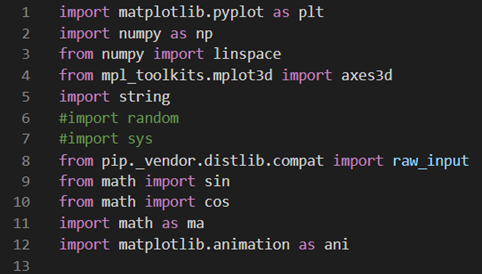 1 import matplotlib.pyplot as plt
2 import numpy as np
3 from numpy import linspace
4 from mpl_toolkits.mplot3d import axes3d
5 import string
6 #import random
7 #import sys
8 from pip._vendor.distlib.compat import raw_input
9 from math import sin
10 from math import cos
11 import math as ma
12 import matplotlib.animation as ani
13